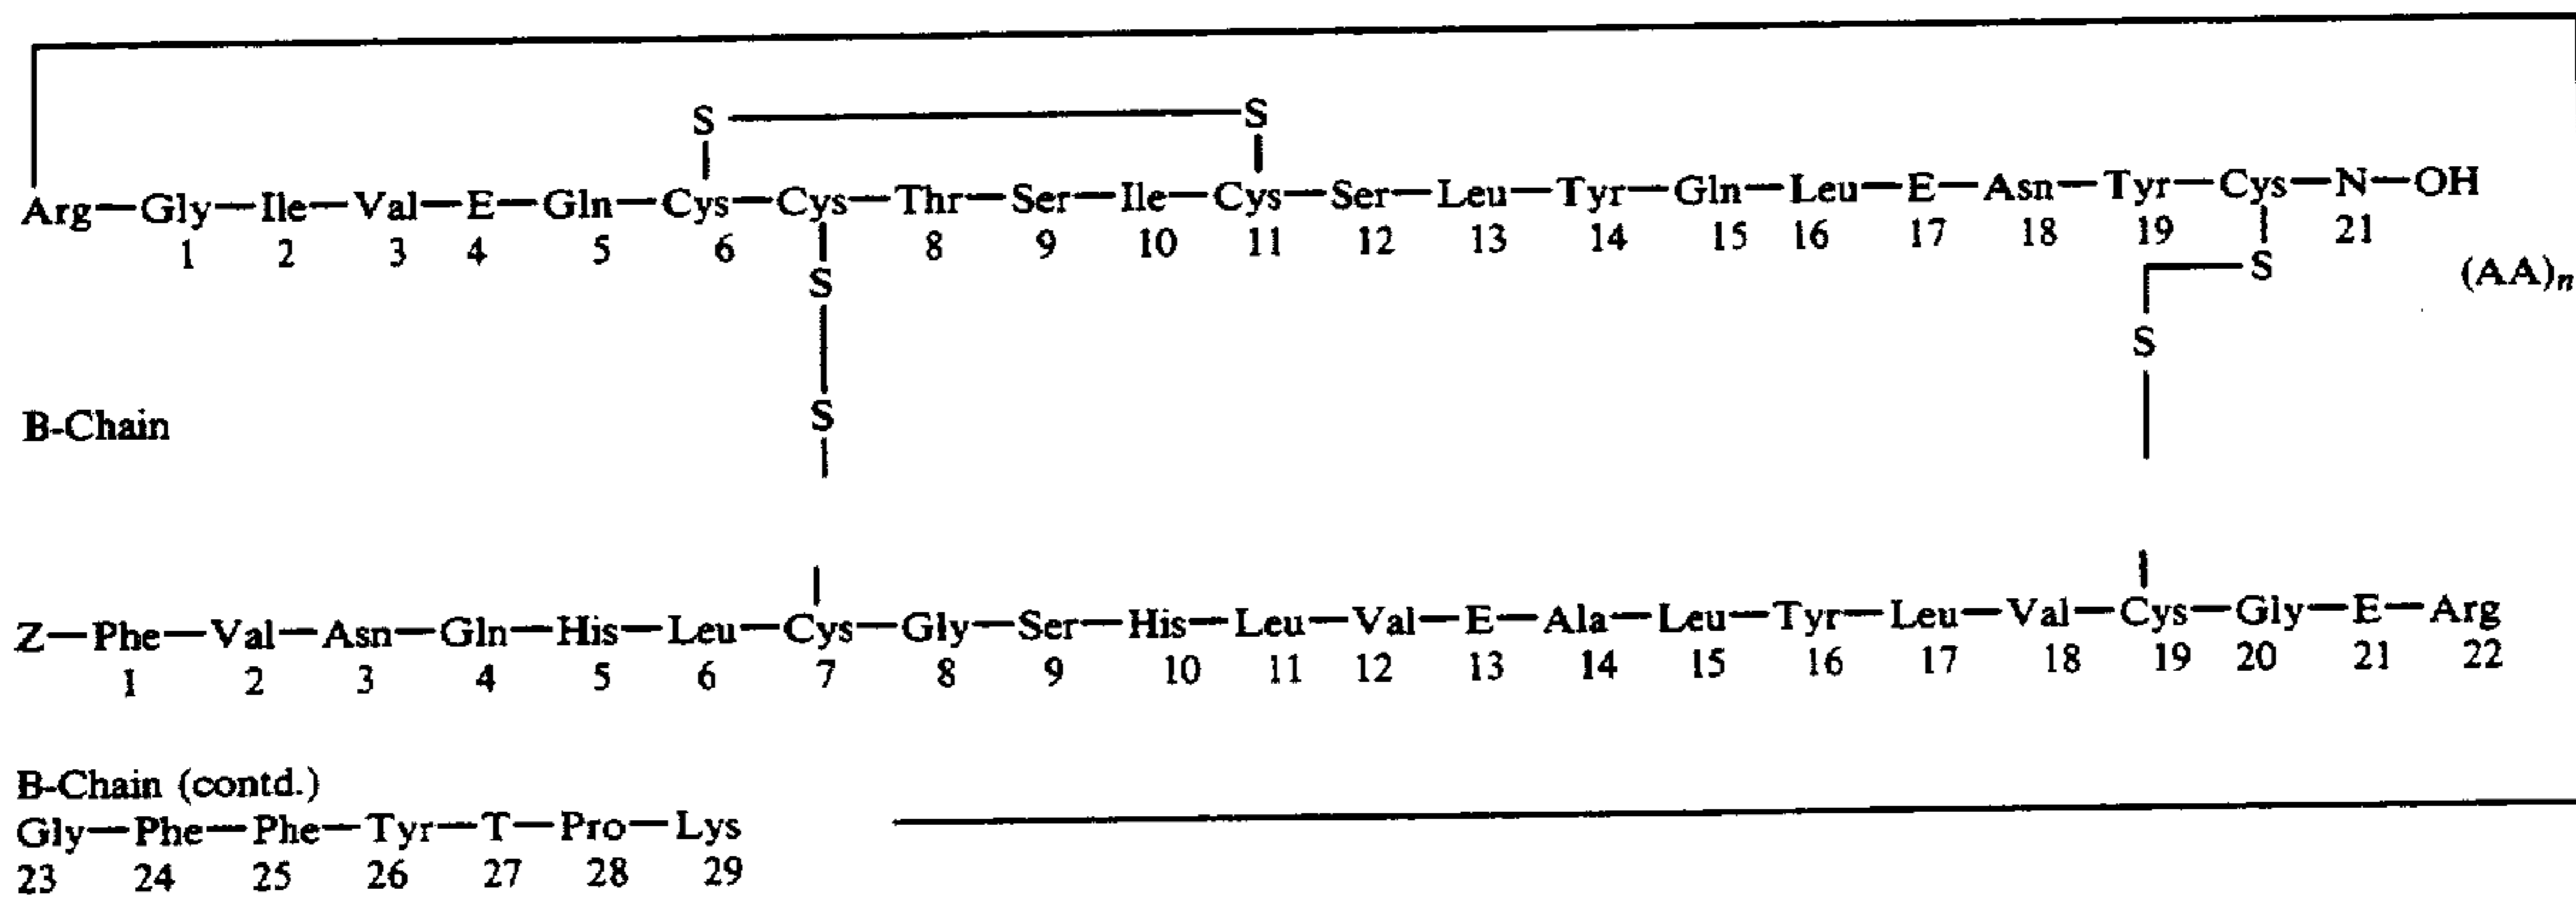 S S
Arg—Gly—Ile—Val—E—Gln—Cys—Cys—Thr—Ser—Ile—Cys—Ser—Leu—Tyr—Gln—Leu—E—Asn—Tyr—Cys—N—OH
1 2 3 4 5 6 8 9 10 11 12 13 14 15 16 17 18 19 21
S S (AA)n
S
B-Chain S
Z—Phe—Val—Asn—Gln—His—Leu—Cys—Gly—Ser—His—Leu—Val—E—Ala—Leu—Tyr—Leu—Val—Cys—Gly—E—Arg
1 2 3 4 5 6 7 8 9 10 11 12 13 14 15 16 17 18 19 20 21 22
B-Chain (contd.)
Gly—Phe—Phe—Tyr—T—Pro—Lys
23 24 25 26 27 28 29